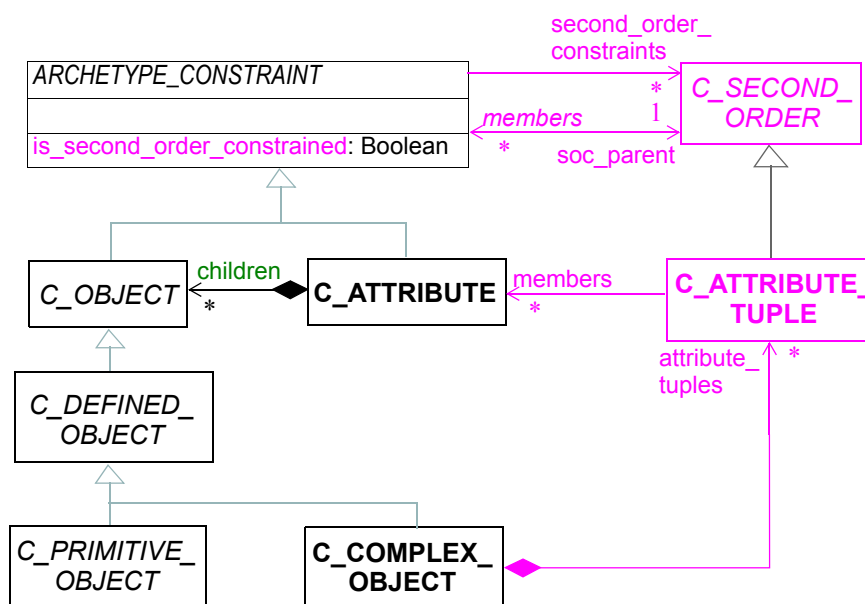 second_order_
constraints
ARCHETYPE_CONSTRAINT
*
C_SECOND_
ORDER
members
*
1
soc_parent
is_second_order_constrained: Boolean
children
*
C_OBJECT
C_ATTRIBUTE
members
*
C_ATTRIBUTE_
TUPLE
attribute_
tuples
*
C_DEFINED_
OBJECT
C_PRIMITIVE_
OBJECT
C_COMPLEX_
OBJECT